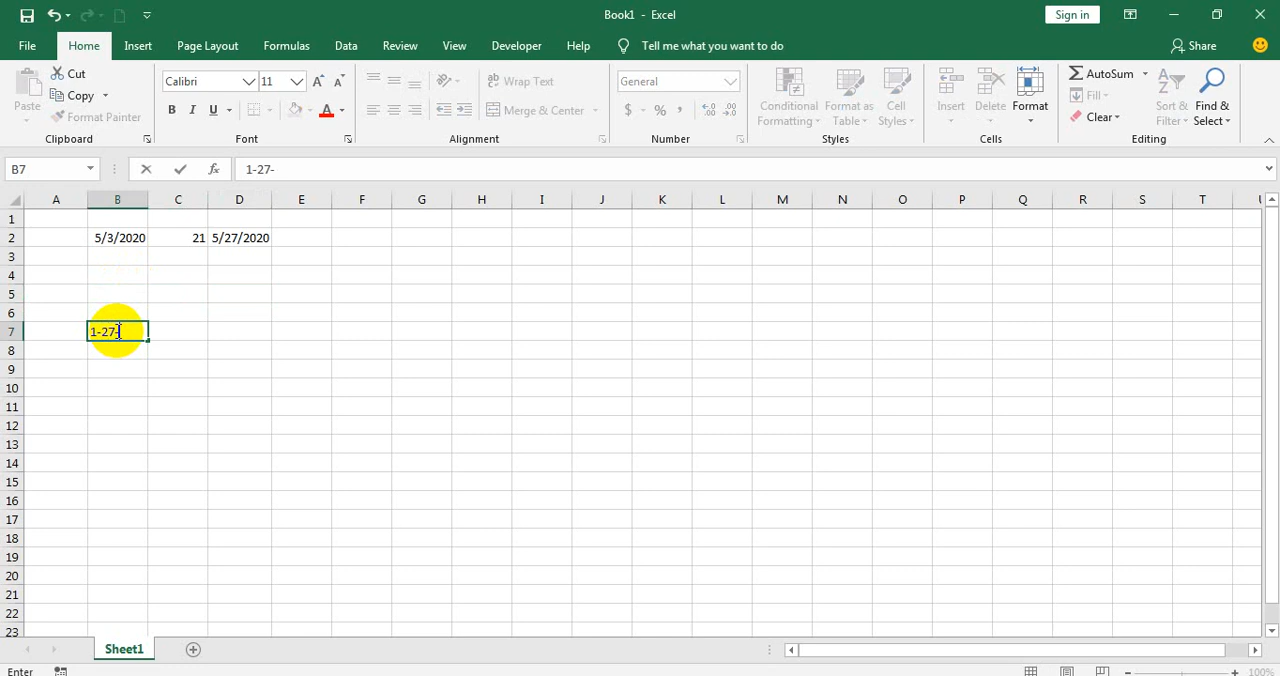 Book1 - Excel
Sign in
File Home Insert Page Layout Formulas Data Review View Developer Help Tell me what you want to do Share
Paste
Cut
Copy
Format Painter
Clipboard
Calibri 11
B I U A
Font
Wrap Text
Merge & Center
Alignment
General
$ % ,
Number
Conditional Formatting
Format as Table
Cell Styles
Styles
Insert Delete Format
Cells
AutoSum
Fill
Clear
Sort & Filter
Find & Select
Editing
B7 fx 1-27-
A B C D E F G H I J K L M N O P Q R S T
1
2 5/3/2020 21 5/27/2020
3
4
5
6
7 1-27-
8
9
10
11
12
13
14
15
16
17
18
19
20
21
22
23
Sheet1
Enter 100%